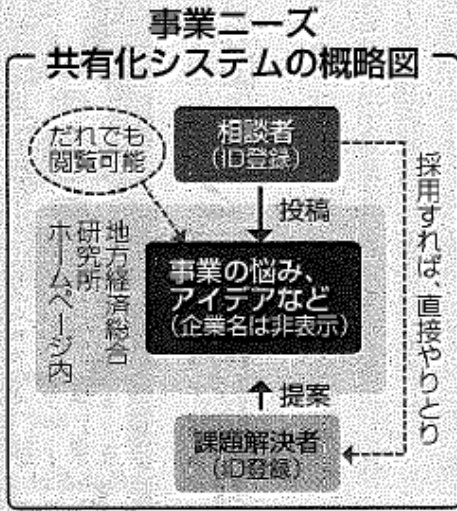 事業ニーズ
共有化システムの概略図
だれでも
閲覧可能
相談者
(ID登録)
投稿
採用すれば、直接やりとり
地方経済総合
研究所
ホームページ内
事業の悩み、
アイデアなど
(企業名は非表示)
提案
課題解決者
(ID登録)